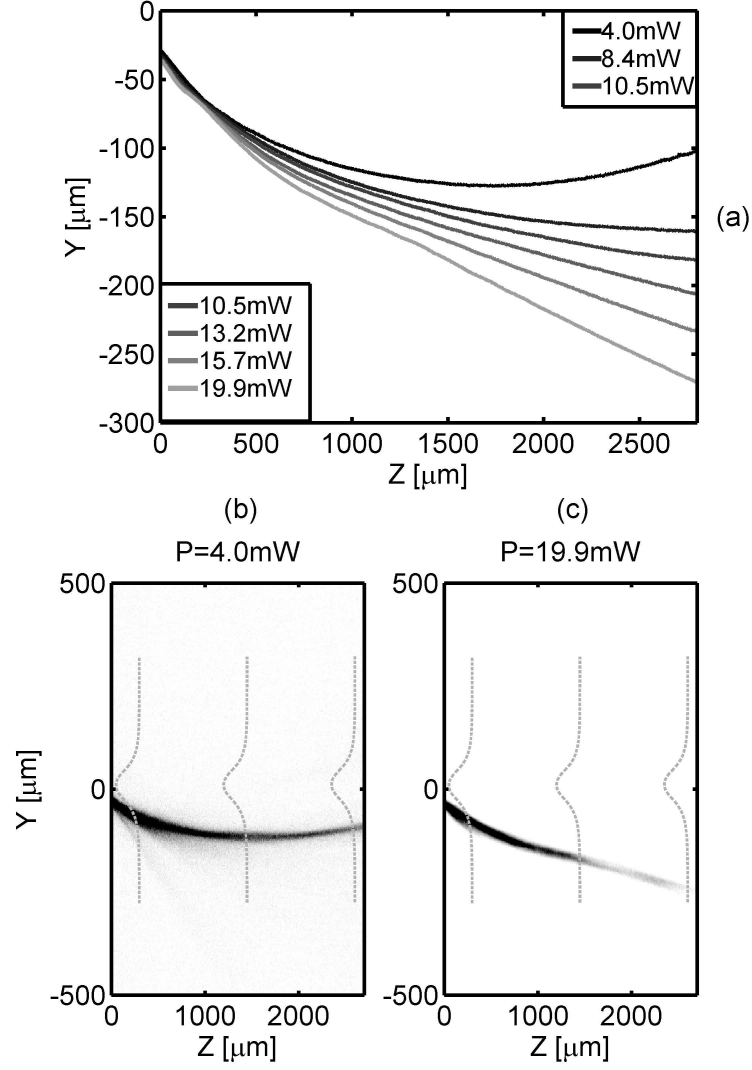 0
-50
-100
-150
-200
-250
-300
Y [μm]
4.0mW
8.4mW
10.5mW
(a)
10.5mW
13.2mW
15.7mW
19.9mW
0 500 1000 1500 2000 2500
Z [μm]
(b) (c)
P=4.0mW P=19.9mW
500 500
Y [μm]
0 0
-500 -500
0 1000 2000 0 1000 2000
Z [μm] Z [μm]